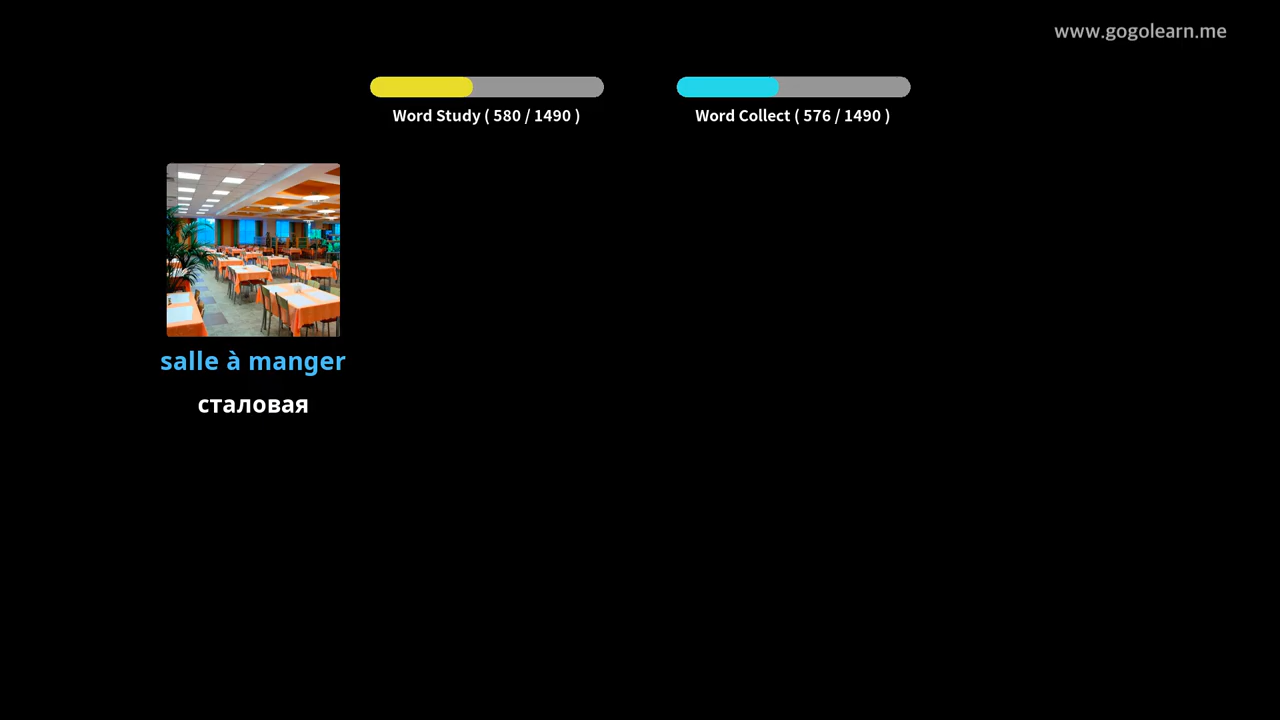 www.gogolearn.me
Word Study ( 580 / 1490 )
Word Collect ( 576 / 1490 )
salle à manger
сталовая